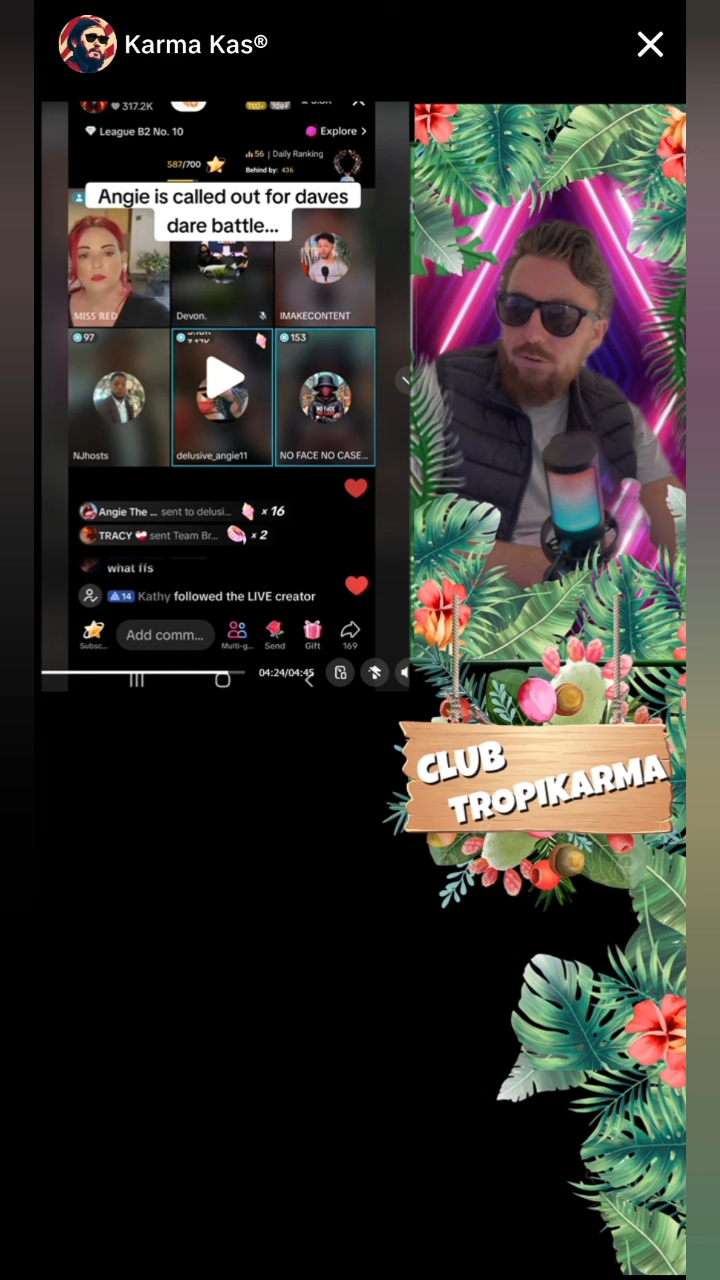 Karma Kas®
317.2K
League B2 No. 10
Explore >
587/700
56 | Daily Ranking
Behind by: 436
Angie is called out for daves
dare battle...
MISS RED
Devon.
IMAKECONTENT
97
153
NJhosts
delusive_angie11
NO FACE NO CASE...
Angie The ... sent to delusi... x 16
TRACY sent Team Br... x 2
what ffs
14 Kathy followed the LIVE creator
Subsc...
Add comm...
Multi-g...
Send
Gift
169
04:24/04:45
CLUB
TROPIKARMA